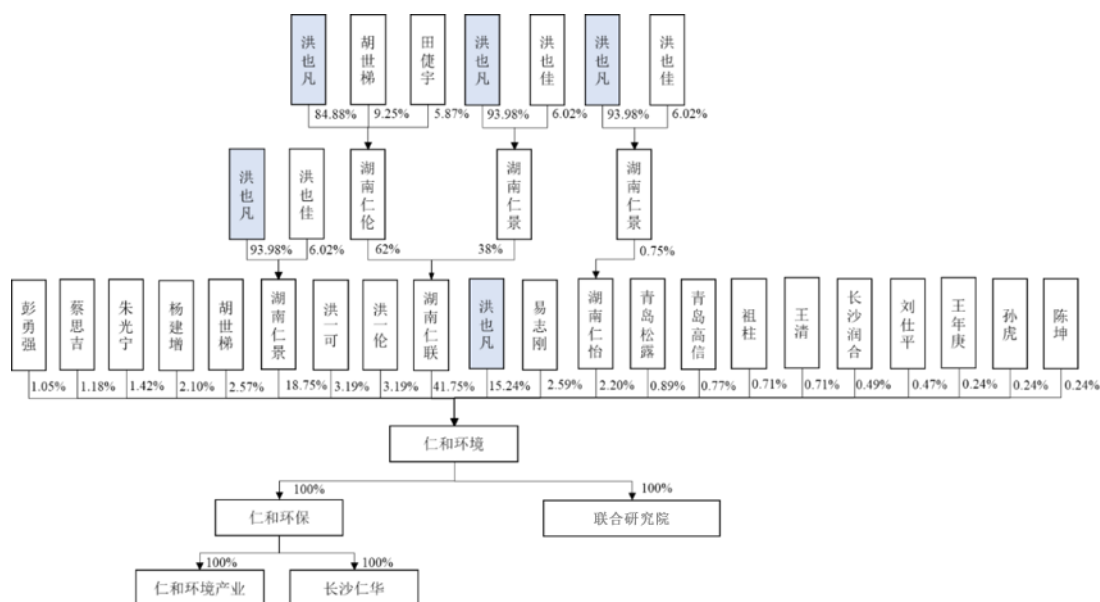 洪也凡
胡世梯
田倢宇
洪也凡
洪也佳
洪也凡
洪也佳
84.88%
9.25%
5.87%
93.98%
6.02%
93.98%
6.02%
洪也凡
洪也佳
湖南仁伦
湖南仁景
湖南仁景
93.98%
6.02%
62%
38%
0.75%
彭勇强
蔡思吉
朱光宁
杨建增
胡世梯
湖南仁景
洪一可
洪一伦
湖南仁联
洪也凡
易志刚
湖南仁怡
青岛松露
青岛高信
祖柱
王清
长沙润合
刘仕平
王年庚
孙虎
陈坤
1.05%
1.18%
1.42%
2.10%
2.57%
18.75%
3.19%
3.19%
41.75%
15.24%
2.59%
2.20%
0.89%
0.77%
0.71%
0.71%
0.49%
0.47%
0.24%
0.24%
0.24%
仁和环境
100%
100%
仁和环保
联合研究院
100%
100%
仁和环境产业
长沙仁华